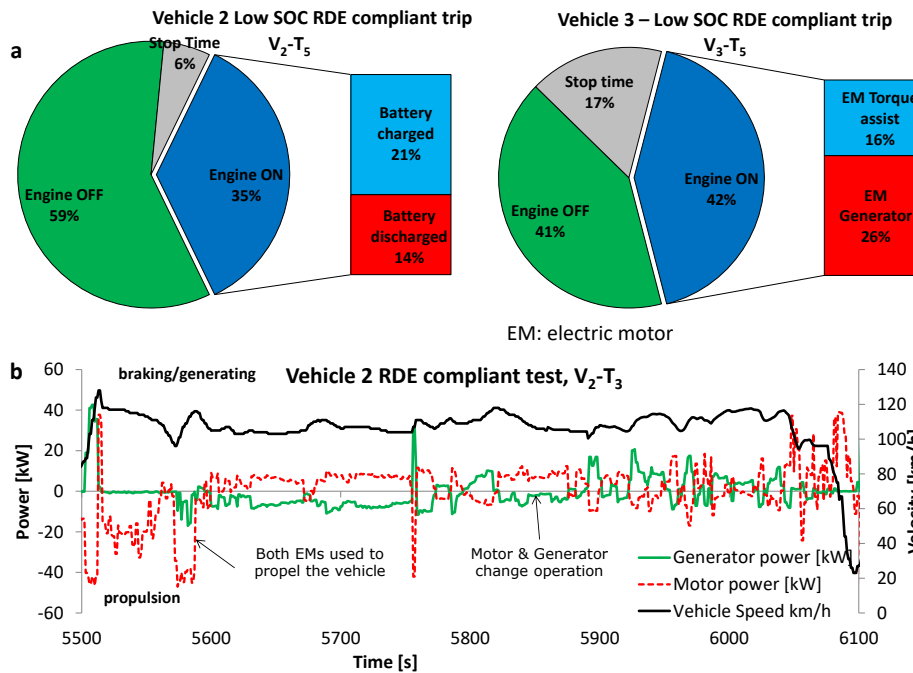 Vehicle 2 Low SOC RDE compliant trip
V2-T5
Vehicle 3 – Low SOC RDE compliant trip
V3-T5
a
Stop Time
6%
Engine OFF
59%
Engine ON
35%
Battery
charged
21%
Battery
discharged
14%
Stop time
17%
Engine OFF
41%
Engine ON
42%
EM Torque
assist
16%
EM
Generator
26%
EM: electric motor
b
Vehicle 2 RDE compliant test, V2-T3
braking/generating
propulsion
Both EMs used to
propel the vehicle
Motor & Generator
change operation
Generator power [kW]
Motor power [kW]
Vehicle Speed km/h
Power [kW]
60
40
20
0
-20
-40
-60
Velocity [km/h]
140
120
100
80
60
40
20
0
5500
5600
5700
5800
5900
6000
6100
Time [s]